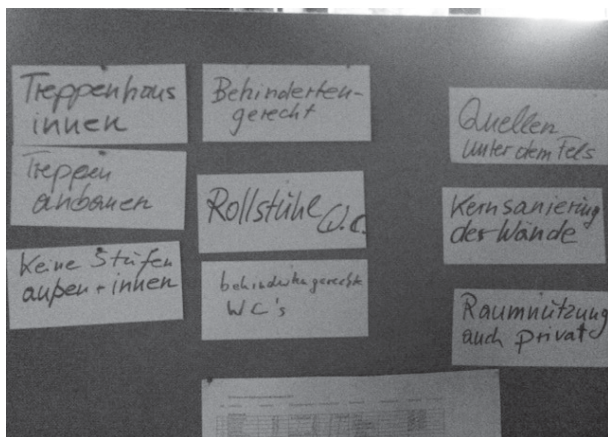 Treppenhaus
innen
Treppen
anbauen
Keine Stufen
außen + innen
Behinderten-
gerecht
Rollstühle W.C.
behindertengerechte
WC's
Quellen
unter dem Fels
Kernsanierung
der Wände
Raumnutzung
auch privat